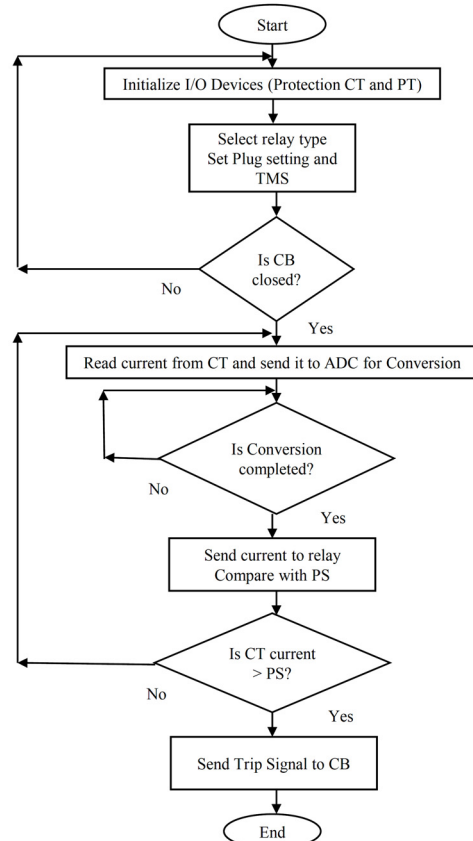 Start
Initialize I/O Devices (Protection CT and PT)
Select relay type
Set Plug setting and
TMS
Is CB
closed?
No
Yes
Read current from CT and send it to ADC for Conversion
Is Conversion
completed?
No
Yes
Send current to relay
Compare with PS
Is CT current
> PS?
No
Yes
Send Trip Signal to CB
End